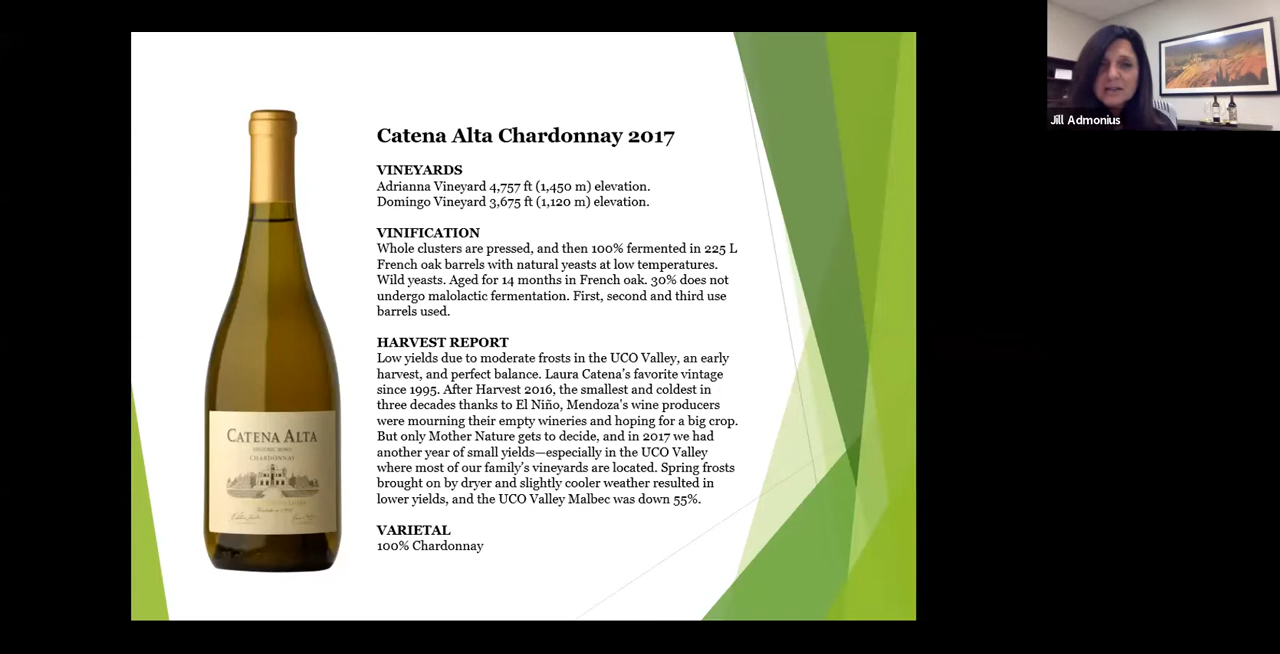 Catena Alta Chardonnay 2017
VINEYARDS
Adrianna Vineyard 4,757 ft (1,450 m) elevation.
Domingo Vineyard 3,675 ft (1,120 m) elevation.
VINIFICATION
Whole clusters are pressed, and then 100% fermented in 225 L
French oak barrels with natural yeasts at low temperatures.
Wild yeasts. Aged for 14 months in French oak. 30% does not
undergo malolactic fermentation. First, second and third use
barrels used.
HARVEST REPORT
Low yields due to moderate frosts in the UCO Valley, an early
harvest, and perfect balance. Laura Catena's favorite vintage
since 1995. After Harvest 2016, the smallest and coldest in
three decades thanks to El Niño, Mendoza's wine producers
were mourning their empty wineries and hoping for a big crop.
But only Mother Nature gets to decide, and in 2017 we had
another year of small yields—especially in the UCO Valley
where most of our family's vineyards are located. Spring frosts
brought on by dryer and slightly cooler weather resulted in
lower yields, and the UCO Valley Malbec was down 55%.
VARIETAL
100% Chardonnay
CATENA ALTA
HISTORIC ROWS
CHARDONNAY
Jill Admonius